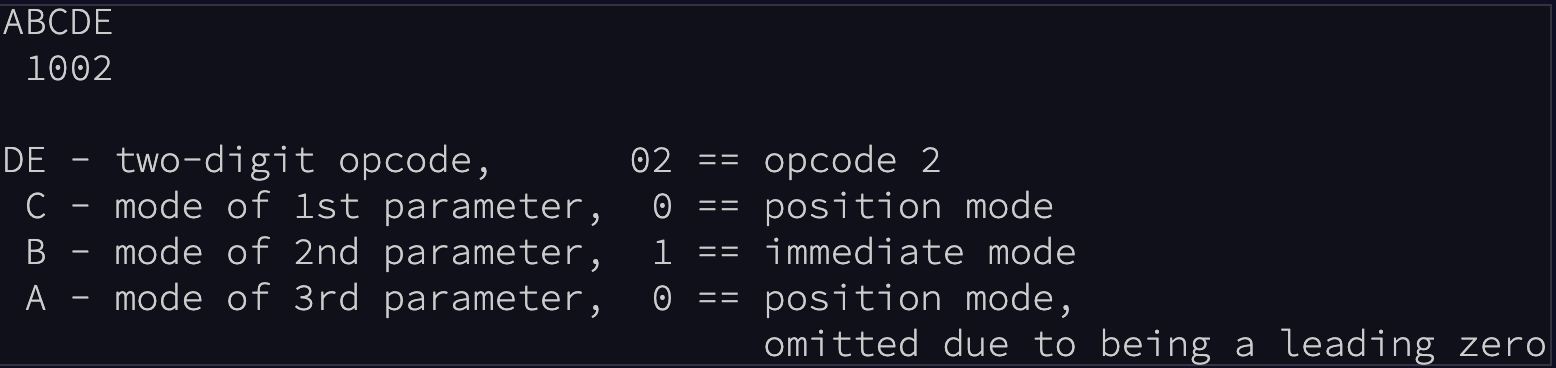 ABCDE
 1002

DE - two-digit opcode,      02 == opcode 2
 C - mode of 1st parameter,  0 == position mode
 B - mode of 2nd parameter,  1 == immediate mode
 A - mode of 3rd parameter,  0 == position mode,
                                  omitted due to being a leading zero